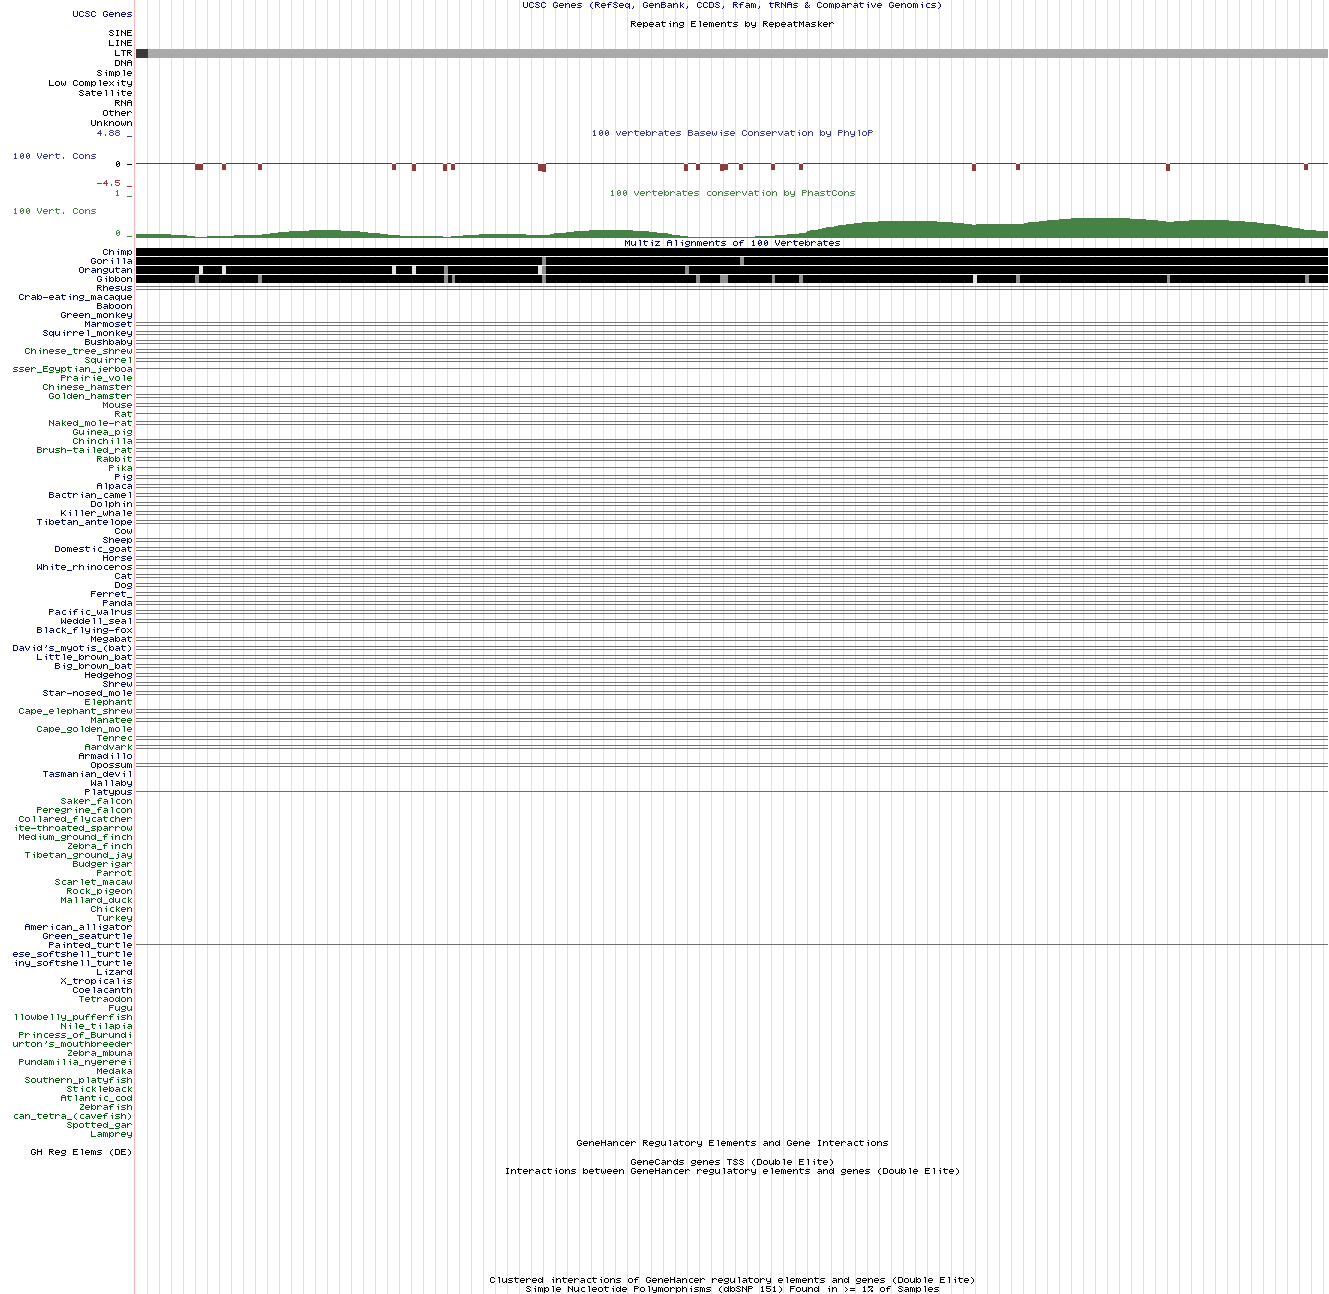 UCSC Genes (RefSeq, GenBank, CCDS, Rfam, tRNAs & Comparative Genomics)
UCSC Genes
Repeating Elements by RepeatMasker
SINE
LINE
LTR
DNA
Simple
Low Complexity
Satellite
RNA
Other
Unknown
4.88 _
100 vertebrates Basewise Conservation by PhyloP
100 Vert. Cons
0 -
-4.5 _
1 _
100 vertebrates conservation by PhastCons
100 Vert. Cons
0 _
Multiz Alignments of 100 Vertebrates
Chimp
Gorilla
Orangutan
Gibbon
Rhesus
Crab-eating_macaque
Baboon
Green_monkey
Marmoset
Squirrel_monkey
Bushbaby
Chinese_tree_shrew
Squirrel
sser_Egyptian_jerboa
Prairie_vole
Chinese_hamster
Golden_hamster
Mouse
Rat
Naked_mole-rat
Guinea_pig
Chinchilla
Brush-tailed_rat
Rabbit
Pika
Pig
Alpaca
Bactrian_camel
Dolphin
Killer_whale
Tibetan_antelope
Cow
Sheep
Domestic_goat
Horse
White_rhinoceros
Cat
Dog
Ferret_
Panda
Pacific_walrus
Weddell_seal
Black_flying-fox
Megabat
David's_myotis_(bat)
Little_brown_bat
Big_brown_bat
Hedgehog
Shrew
Star-nosed_mole
Elephant
Cape_elephant_shrew
Manatee
Cape_golden_mole
Tenrec
Aardvark
Armadillo
Opossum
Tasmanian_devil
Wallaby
Platypus
Saker_falcon
Peregrine_falcon
Collared_flycatcher
ite-throated_sparrow
Medium_ground_finch
Zebra_finch
Tibetan_ground_jay
Budgerigar
Parrot
Scarlet_macaw
Rock_pigeon
Mallard_duck
Chicken
Turkey
American_alligator
Green_seaturtle
Painted_turtle
ese_softshell_turtle
iny_softshell_turtle
Lizard
X_tropicalis
Coelacanth
Tetraodon
Fugu
llowbelly_pufferfish
Nile_tilapia
Princess_of_Burundi
urton's_mouthbreeder
Zebra_mbuna
Pundamilia_nyererei
Medaka
Southern_platyfish
Stickleback
Atlantic_cod
Zebrafish
can_tetra_(cavefish)
Spotted_gar
Lamprey
GeneHancer Regulatory Elements and Gene Interactions
GH Reg Elems (DE)
GeneCards genes TSS (Double Elite)
Interactions between GeneHancer regulatory elements and genes (Double Elite)
Clustered interactions of GeneHancer regulatory elements and genes (Double Elite)
Simple Nucleotide Polymorphisms (dbSNP 151) Found in >= 1% of Samples